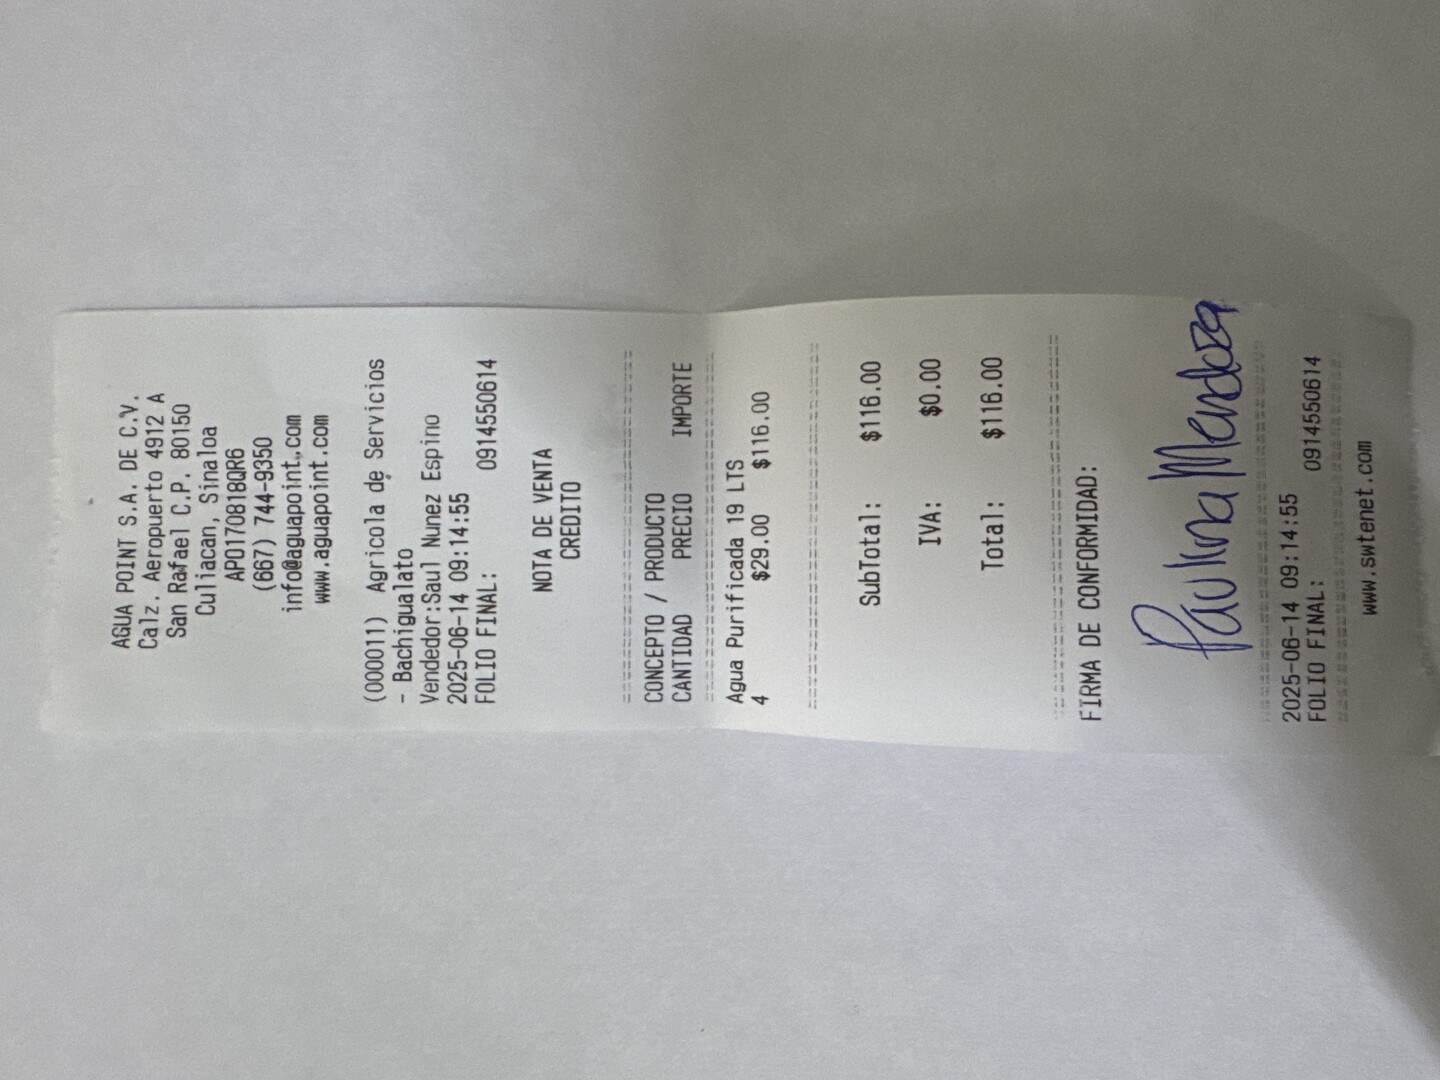 AGUA POINT S.A. DE C.V.
Calz. Aeropuerto 4912 A
San Rafael C.P. 80150
Culiacan, Sinaloa
APO170818QR6
(667) 744-9350
info@aguapoint.com
www.aguapoint.com
(000011) Agricola de Servicios
- Bachigualato
Vendedor:Saul Nunez Espino
2025-06-14 09:14:55
FOLIO FINAL: 0914550614
NOTA DE VENTA
CREDITO
CONCEPTO / PRODUCTO
CANTIDAD PRECIO IMPORTE
Agua Purificada 19 LTS
4 $29.00 $116.00
SubTotal: $116.00
IVA: $0.00
Total: $116.00
FIRMA DE CONFORMIDAD:
Paulina Mendoza
2025-06-14 09:14:55
FOLIO FINAL: 0914550614
www.swtenet.com